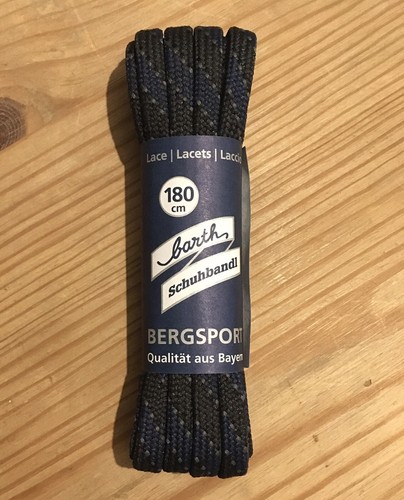 Lace | Lacets | Lacci
180
cm
barth
Schuhbandl
BERGSPORT
Qualität aus Bayern